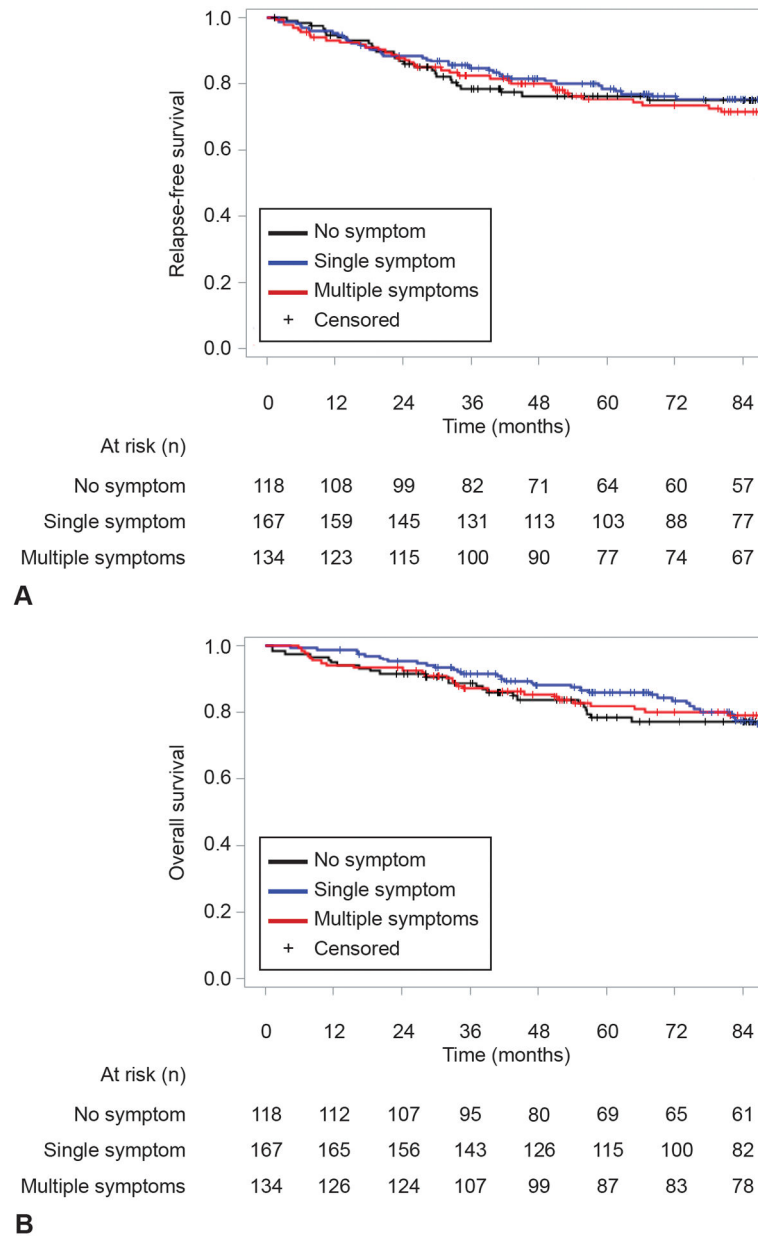 1.0
0.8
0.6
0.4
0.2
0.0
Relapse-free survival
No symptom
Single symptom
Multiple symptoms
Censored
0 12 24 36 48 60 72 84
Time (months)
At risk (n)
No symptom 118 108 99 82 71 64 60 57
Single symptom 167 159 145 131 113 103 88 77
Multiple symptoms 134 123 115 100 90 77 74 67
A
1.0
0.8
0.6
0.4
0.2
0.0
Overall survival
No symptom
Single symptom
Multiple symptoms
Censored
0 12 24 36 48 60 72 84
Time (months)
At risk (n)
No symptom 118 112 107 95 80 69 65 61
Single symptom 167 165 156 143 126 115 100 82
Multiple symptoms 134 126 124 107 99 87 83 78
B